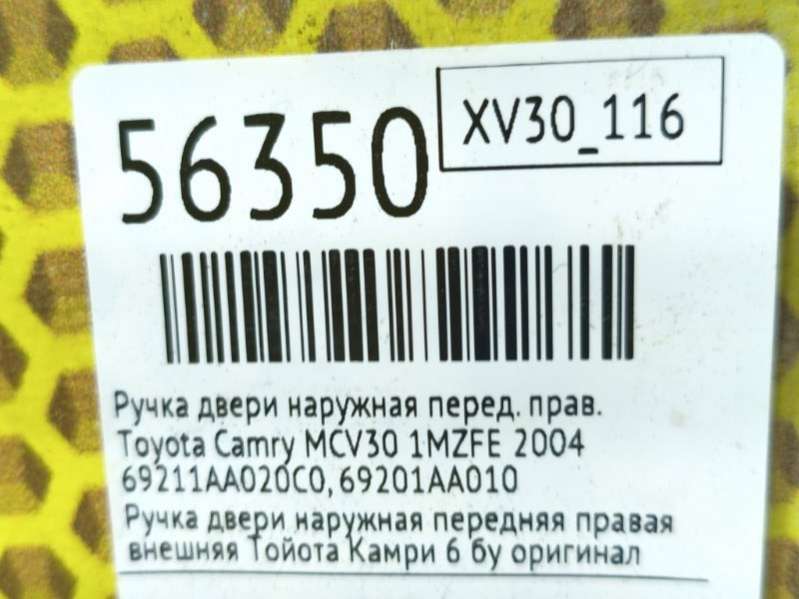 56350
XV30_116
Ручка двери наружная перед. прав.
Toyota Camry MCV30 1MZFE 2004
69211AA020C0, 69201AA010
Ручка двери наружная передняя правая
внешняя Тойота Камри 6 бу оригинал